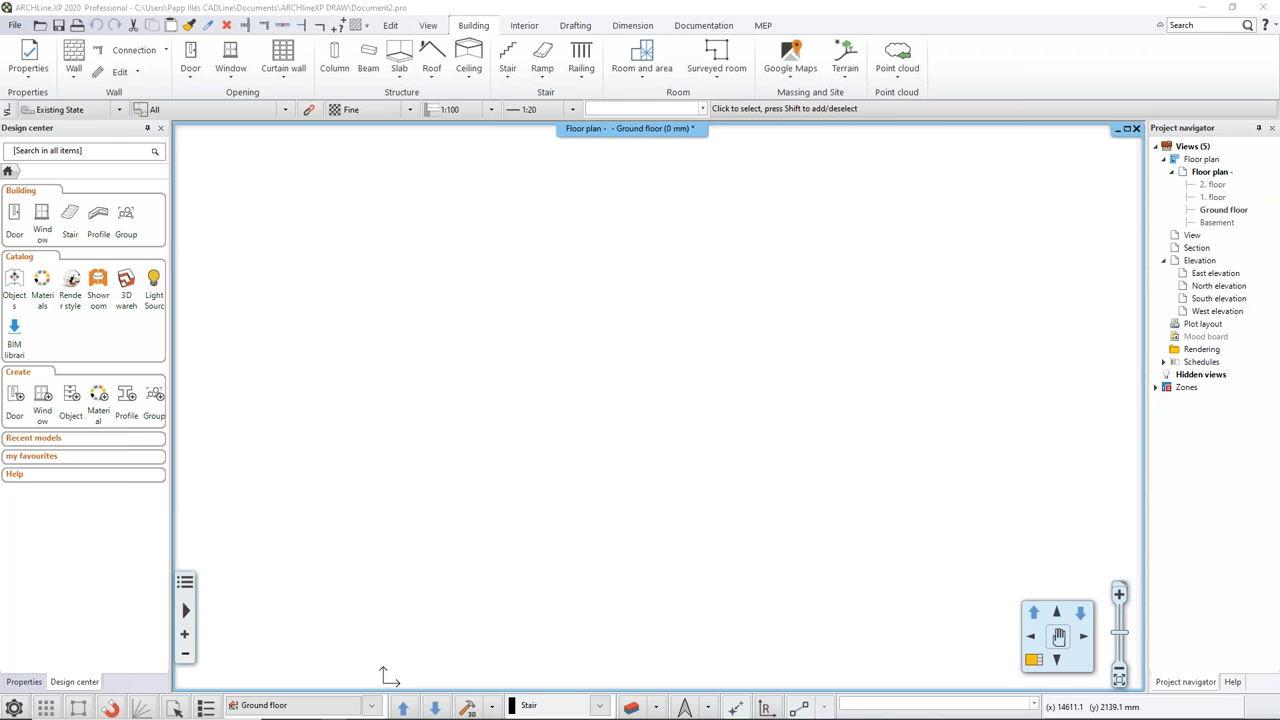 ARCHLine.XP 2020 Professional - C:\Users\Papp Illés CADLine\Documents\ARCHlineXP DRAW\Document2.pro
File Edit View Building Interior Drafting Dimension Documentation MEP Search
Properties Wall Connection Edit Door Window Curtain wall Column Beam Slab Roof Ceiling Stair Ramp Railing Room and area Surveyed room Google Maps Terrain Point cloud
Properties Wall Opening Structure Stair Room Massing and Site Point cloud
Existing State All Fine 1:100 1:20 Click to select, press Shift to add/deselect
Design center
[Search in all items]
Building
Door Wind ow Stair Profile Group
Catalog
Object s Materi als Rende r style Showr oom 3D wareh Light Sourc
BIM librari
Create
Door Wind ow Object Materi al Profile Group
Recent models
my favourites
Help
Properties Design center
Floor plan - - Ground floor (0 mm) *
Project navigator
Views (5)
Floor plan
Floor plan -
2. floor
1. floor
Ground floor
Basement
View
Section
Elevation
East elevation
North elevation
South elevation
West elevation
Plot layout
Mood board
Rendering
Schedules
Hidden views
Zones
Project navigator Help
Ground floor Stair (x) 14611.1 (y) 2139.1 mm